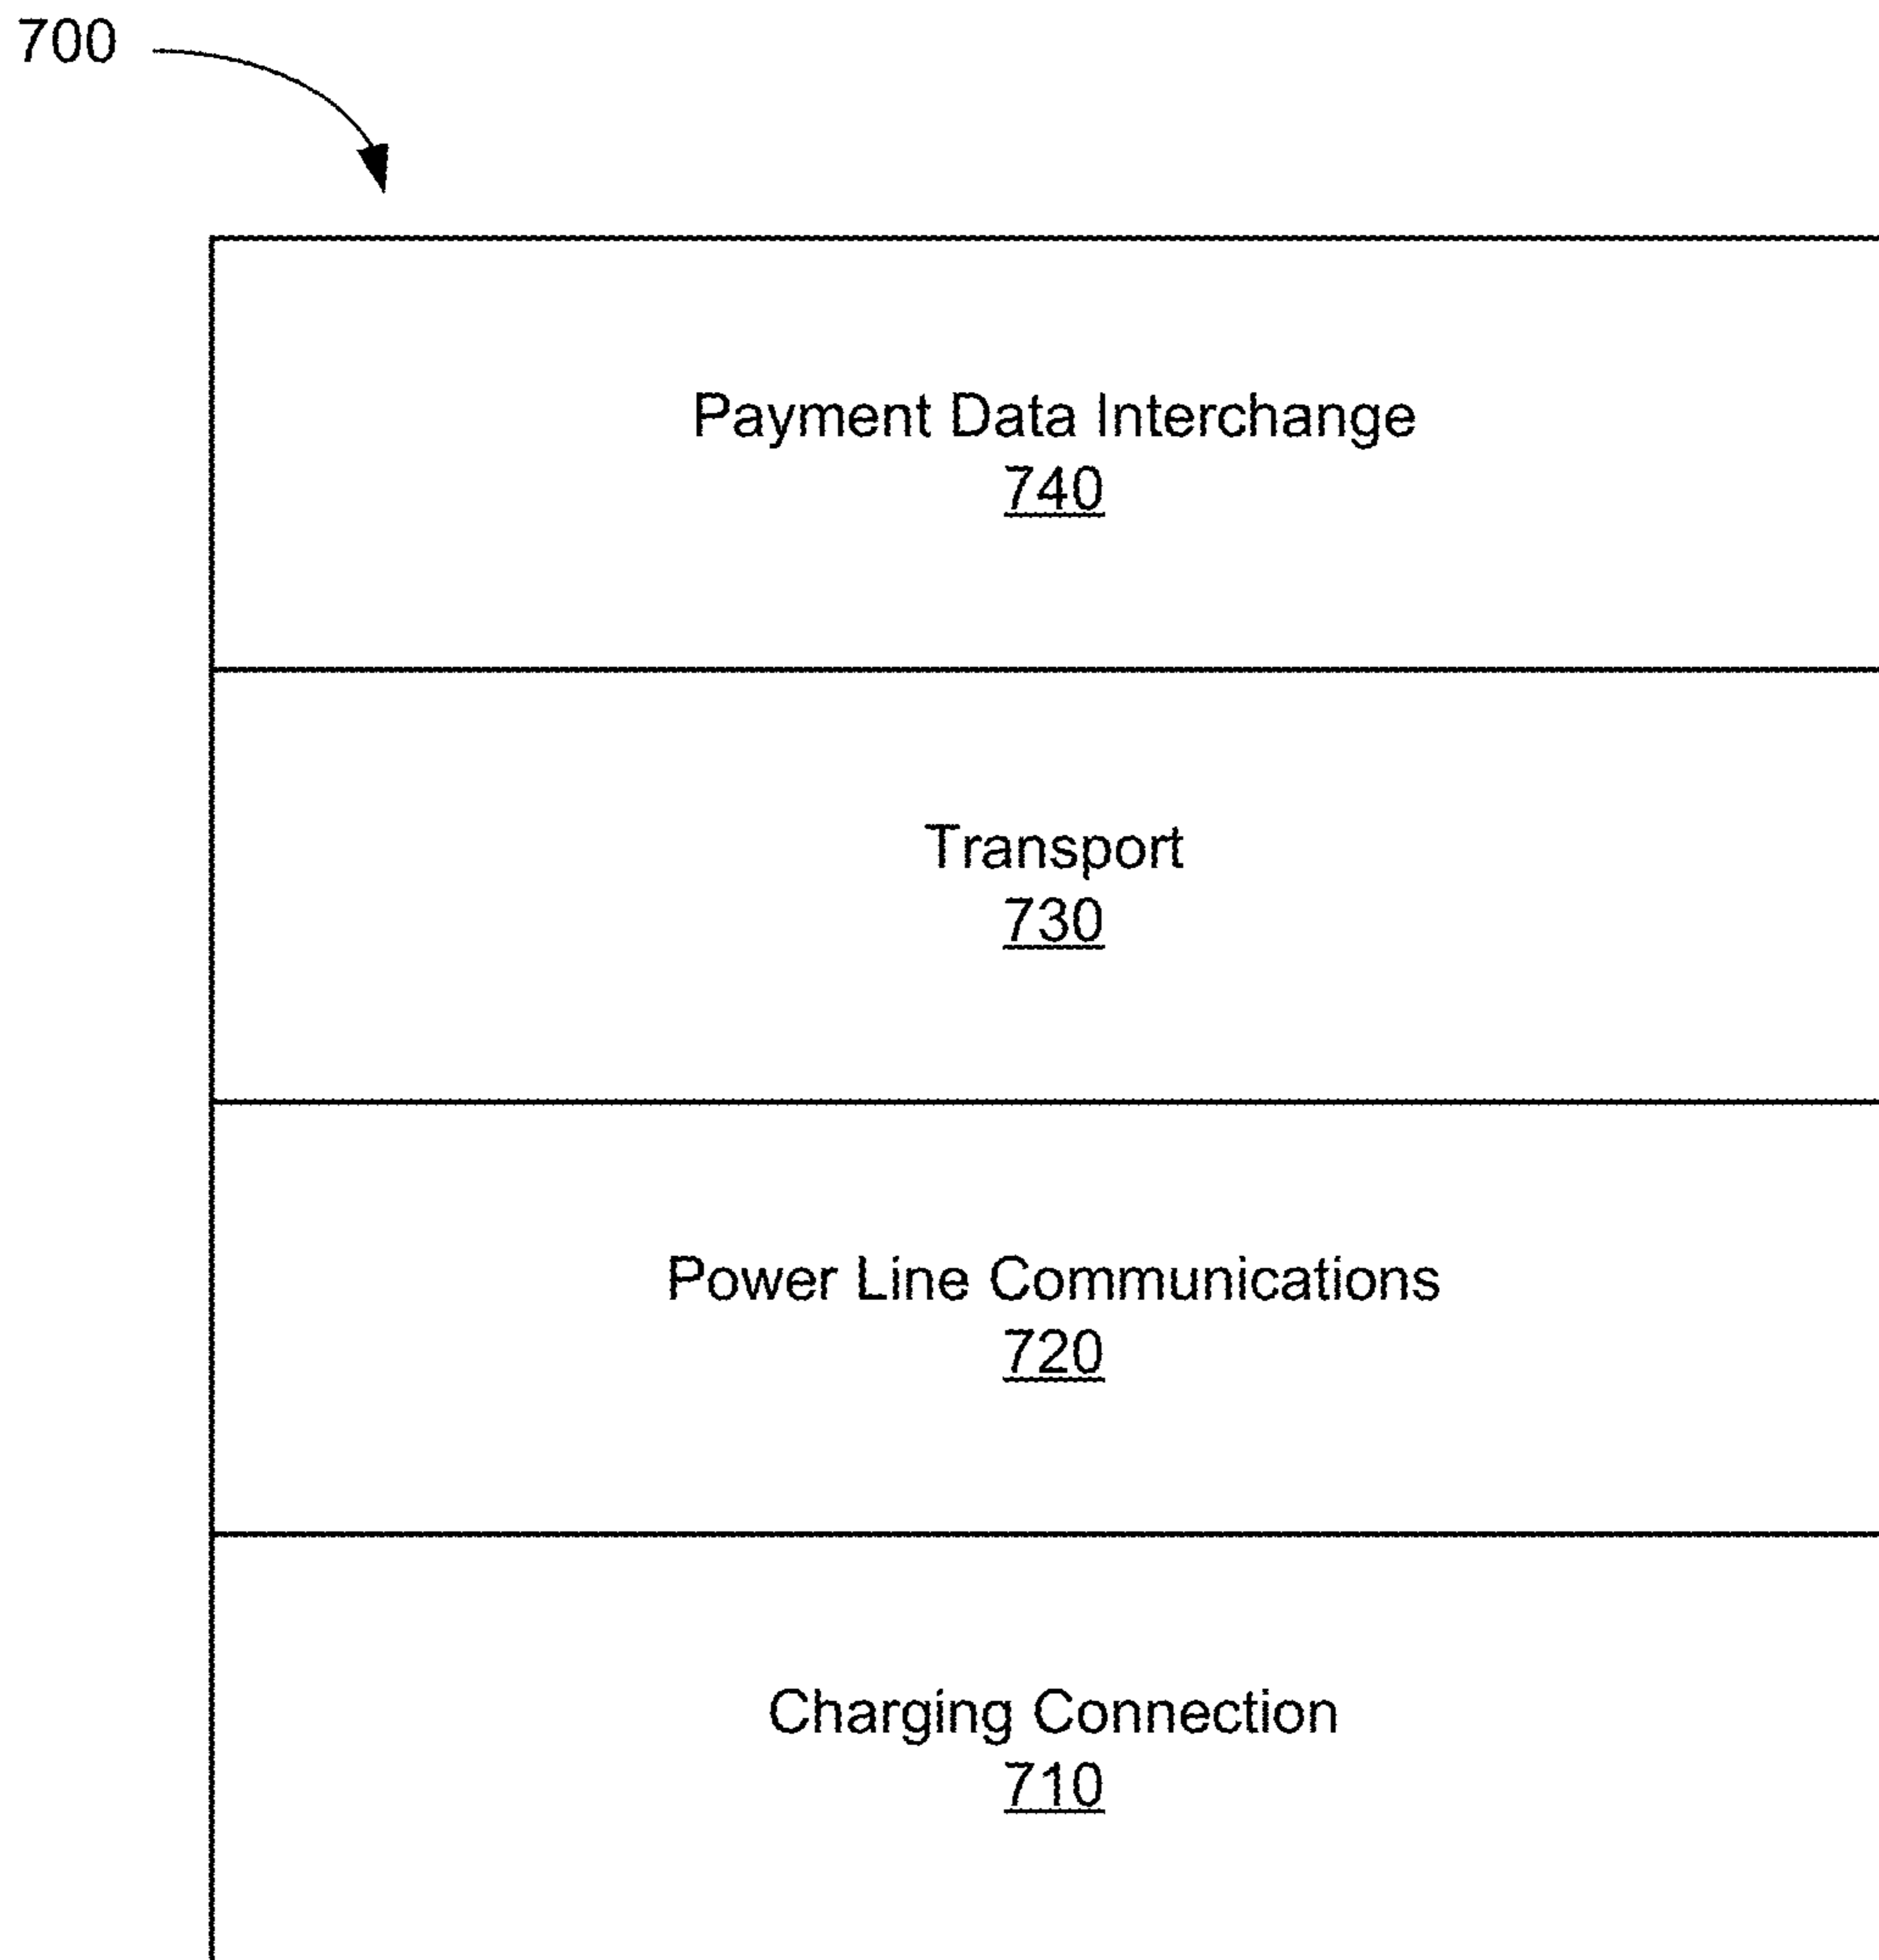 700
Payment Data Interchange
740
Transport
730
Power Line Communications
720
Charging Connection
710